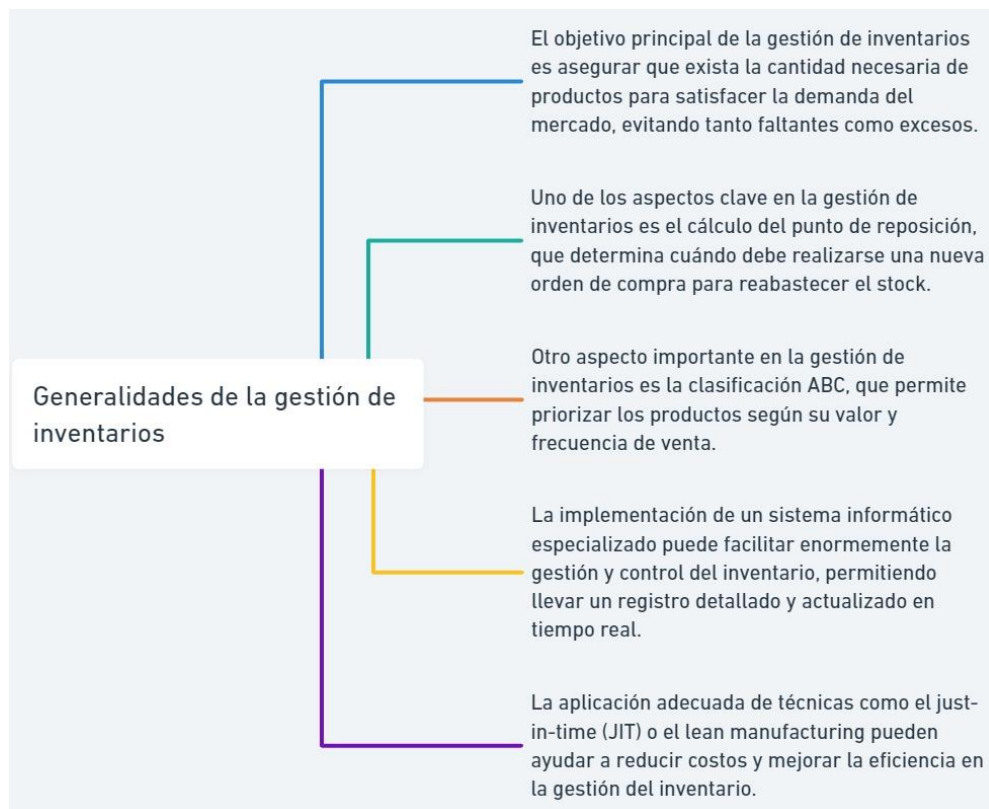 El objetivo principal de la gestión de inventarios
es asegurar que exista la cantidad necesaria de
productos para satisfacer la demanda del
mercado, evitando tanto faltantes como excesos.
Uno de los aspectos clave en la gestión de
inventarios es el cálculo del punto de reposición,
que determina cuándo debe realizarse una nueva
orden de compra para reabastecer el stock.
Generalidades de la gestión de
inventarios
Otro aspecto importante en la gestión de
inventarios es la clasificación ABC, que permite
priorizar los productos según su valor y
frecuencia de venta.
La implementación de un sistema informático
especializado puede facilitar enormemente la
gestión y control del inventario, permitiendo
llevar un registro detallado y actualizado en
tiempo real.
La aplicación adecuada de técnicas como el just-
in-time (JIT) o el lean manufacturing pueden
ayudar a reducir costos y mejorar la eficiencia en
la gestión del inventario.